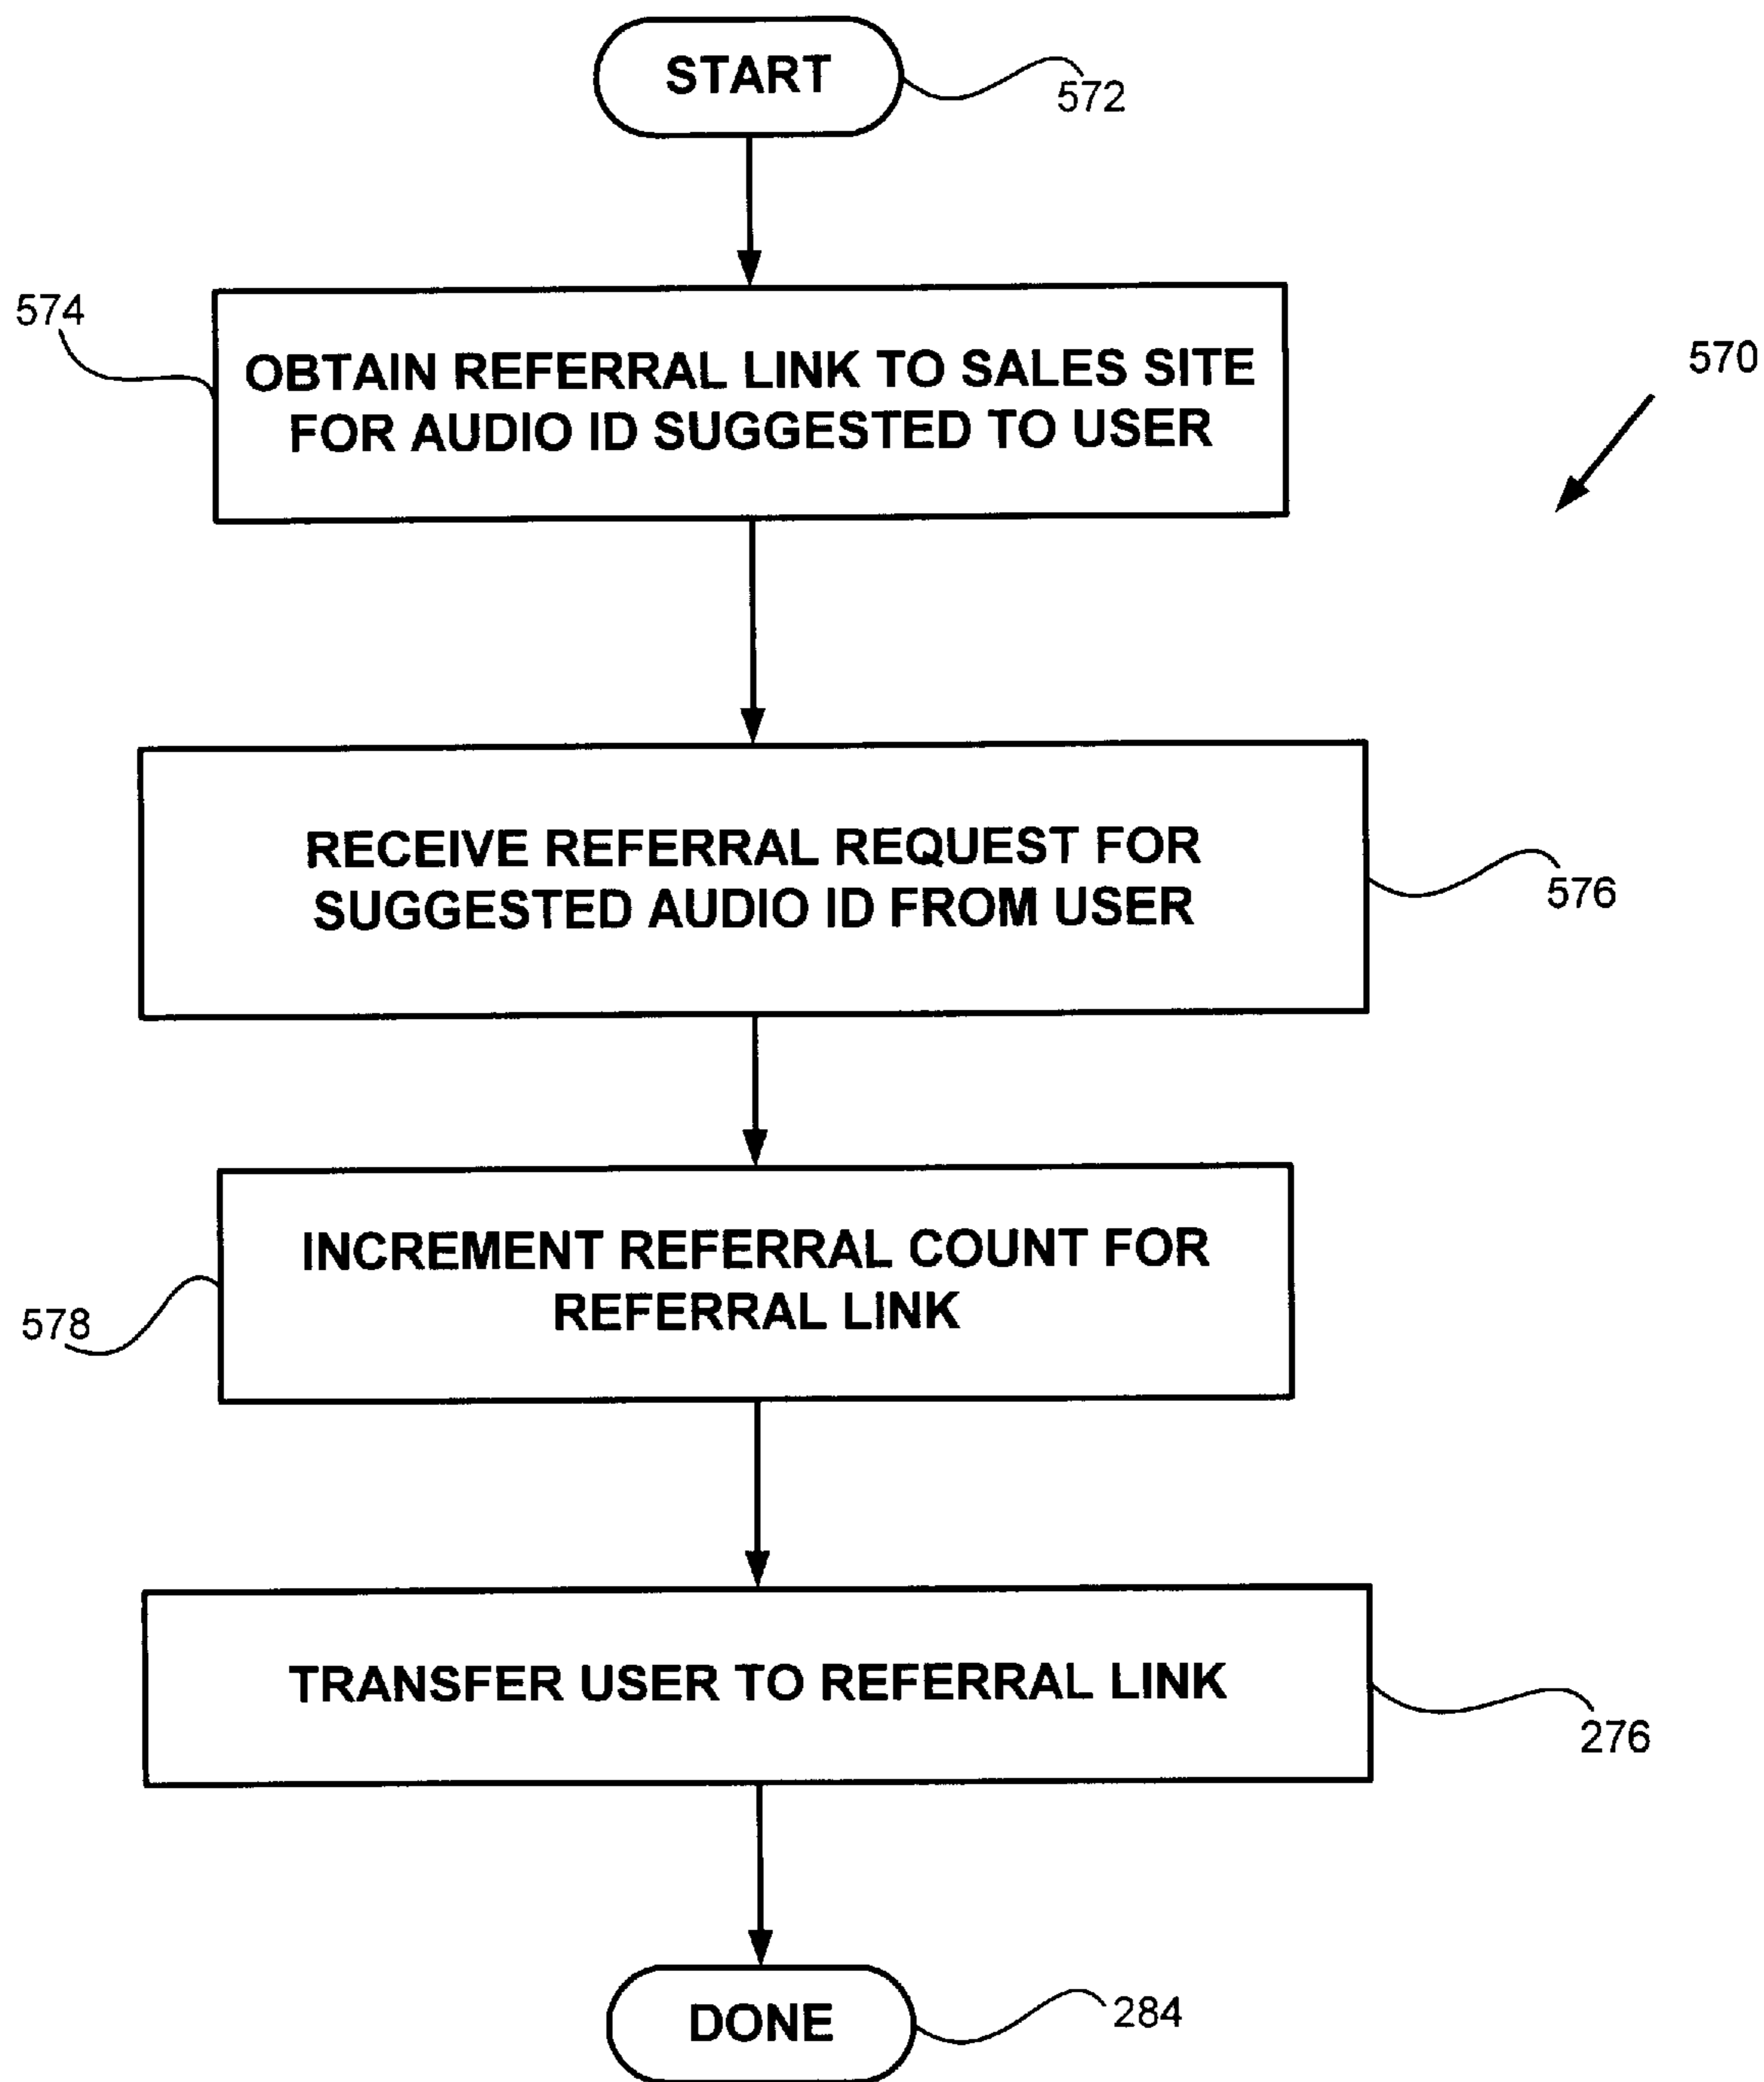 START
572
574
OBTAIN REFERRAL LINK TO SALES SITE
FOR AUDIO ID SUGGESTED TO USER
570
RECEIVE REFERRAL REQUEST FOR
SUGGESTED AUDIO ID FROM USER
576
INCREMENT REFERRAL COUNT FOR
REFERRAL LINK
578
TRANSFER USER TO REFERRAL LINK
276
DONE
284